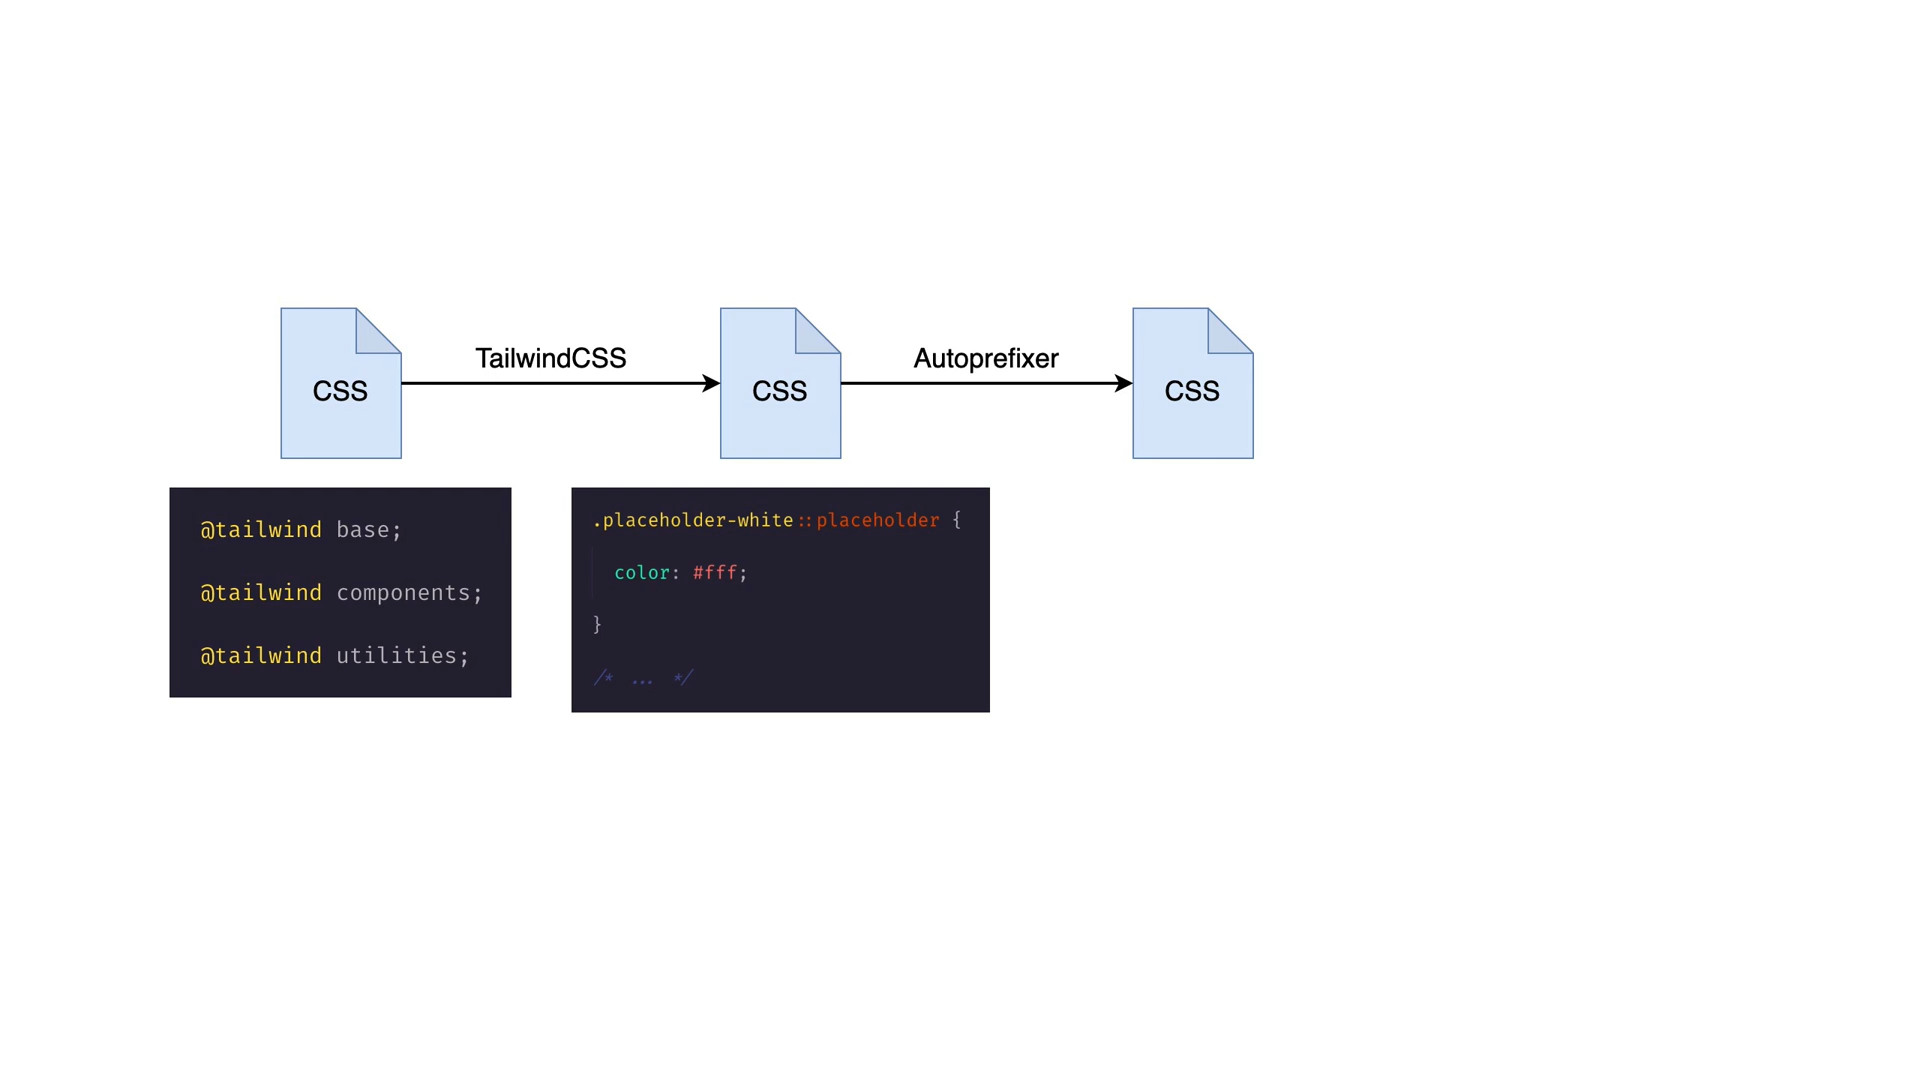 TailwindCSS
Autoprefixer
CSS
CSS
CSS
@tailwind base;
@tailwind components;
@tailwind utilities;
.placeholder-white::placeholder {
color: #fff;
}
/* ... */